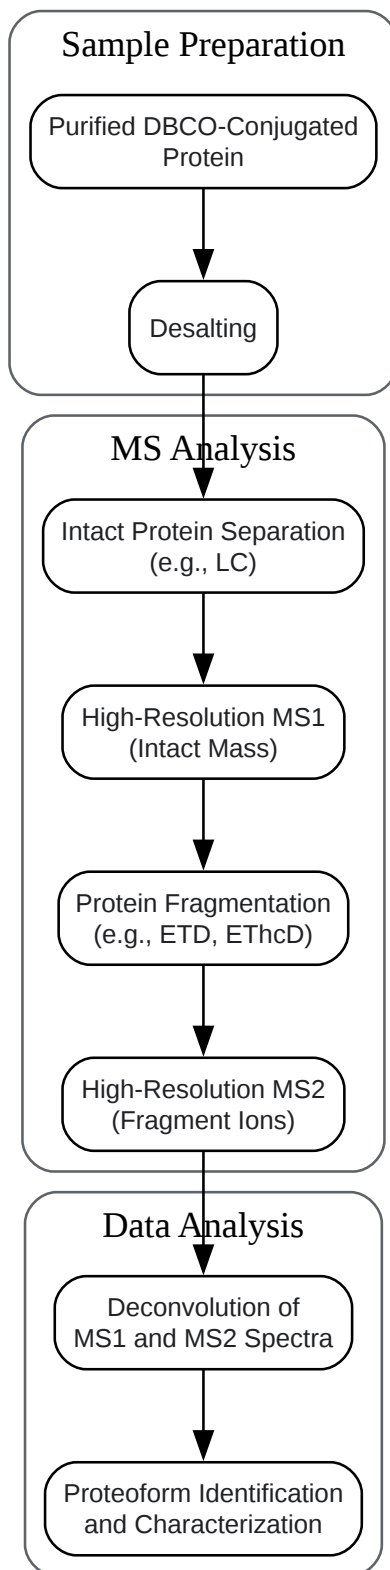 Sample Preparation
Purified DBCO-Conjugated
Protein
Desalting
MS Analysis
Intact Protein Separation
(e.g., LC)
High-Resolution MS1
(Intact Mass)
Protein Fragmentation
(e.g., ETD, EThcD)
High-Resolution MS2
(Fragment Ions)
Data Analysis
Deconvolution of
MS1 and MS2 Spectra
Proteoform Identification
and Characterization